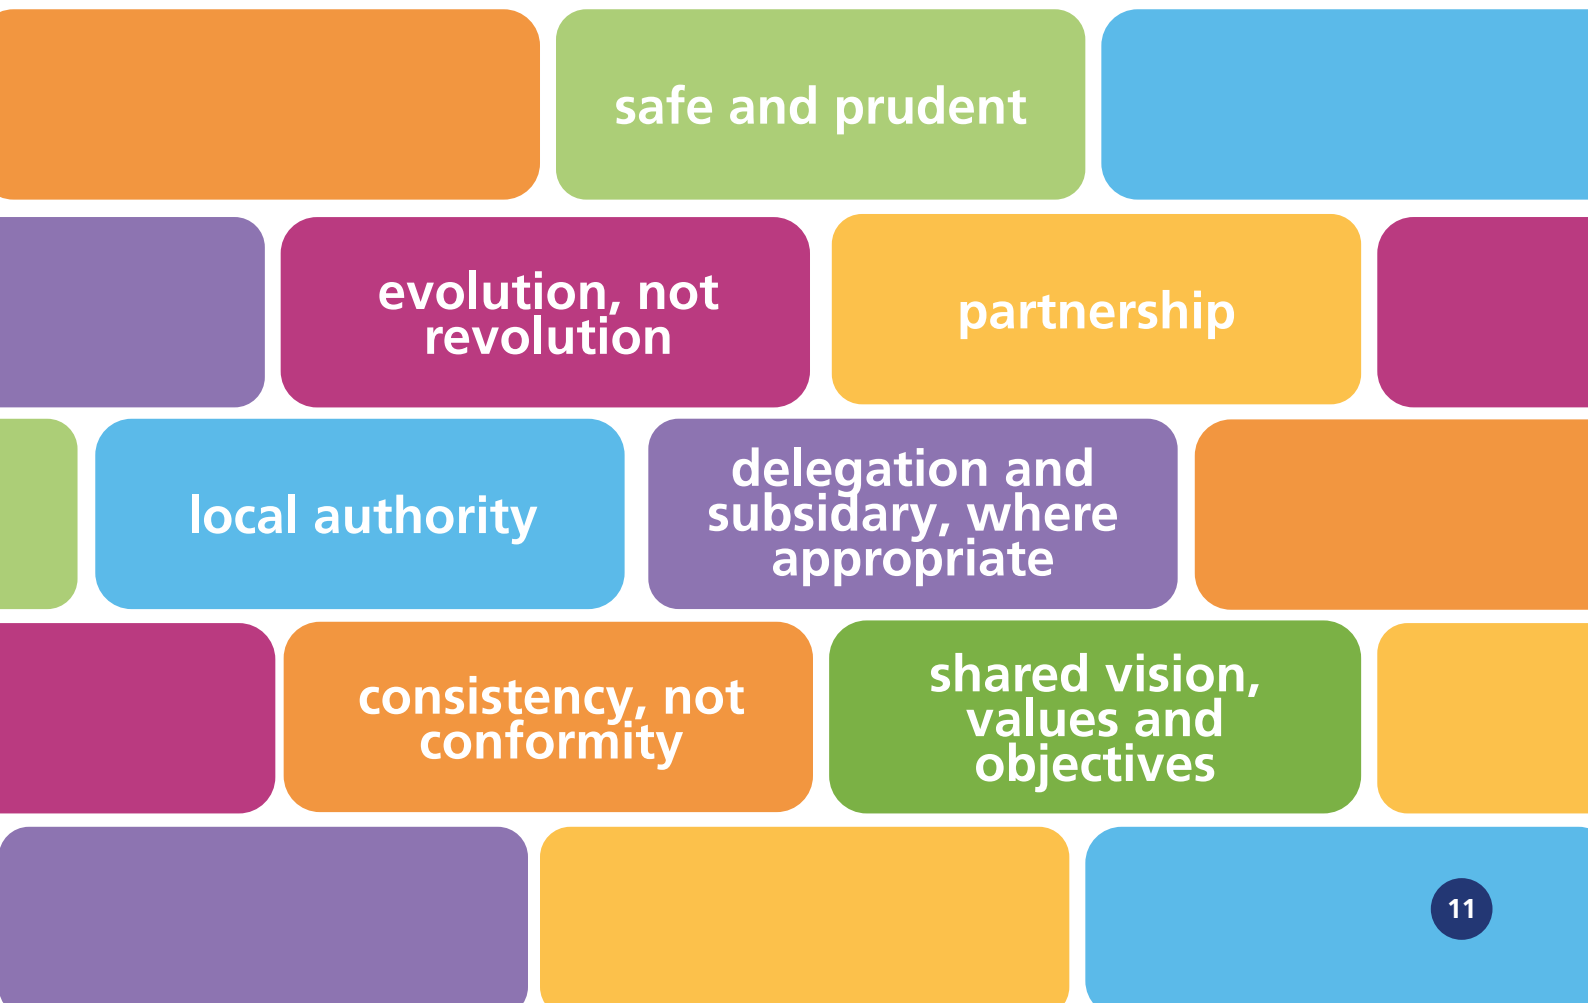 safe and prudent
evolution, not
revolution
partnership
local authority
delegation and
subsidary, where
appropriate
consistency, not
conformity
shared vision,
values and
objectives
11